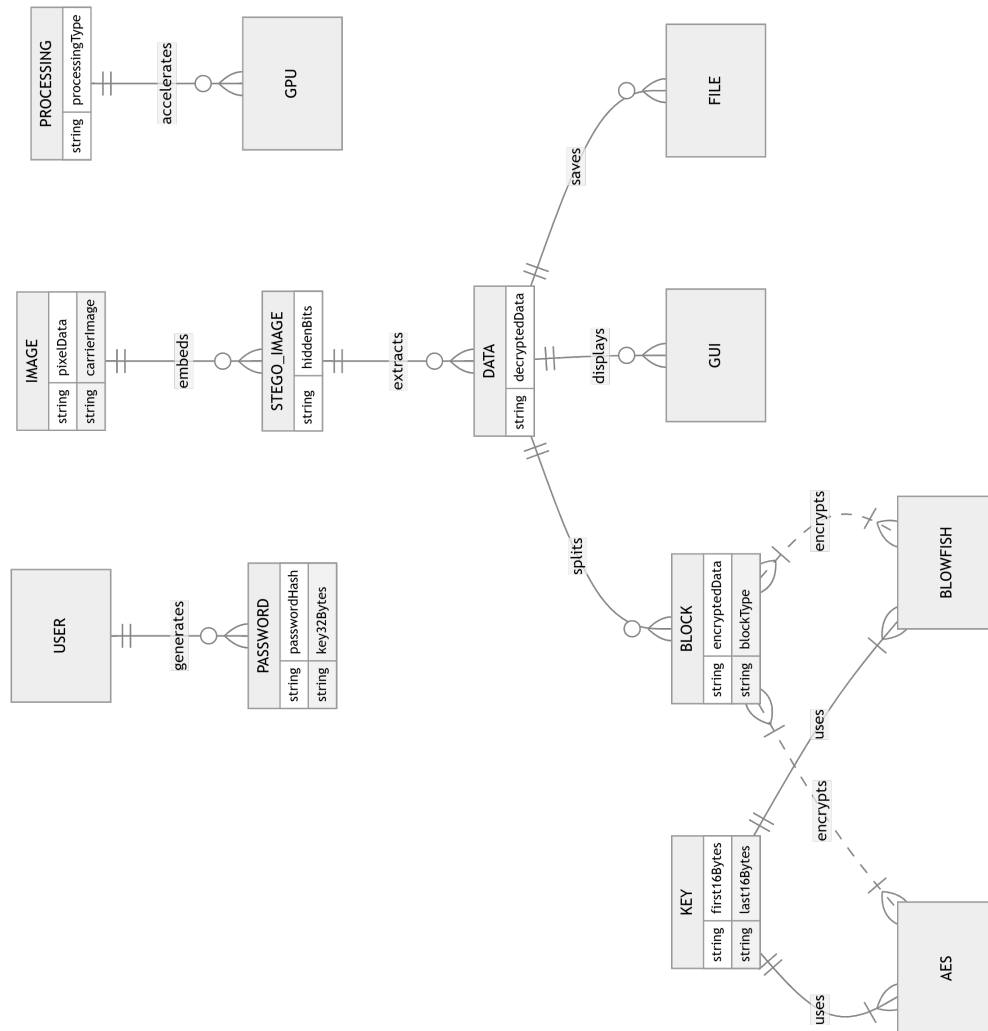 PROCESSING
string processingType
accelerates
GPU
IMAGE
string pixelData
string carrierImage
embeds
STEGO_IMAGE
string hiddenBits
extracts
DATA
string decryptedData
saves
FILE
displays
GUI
splits
USER
generates
PASSWORD
string passwordHash
string key32Bytes
BLOCK
string encryptedData
string blockType
encrypts
BLOWFISH
uses
encrypts
KEY
string first16Bytes
string last16Bytes
uses
AES